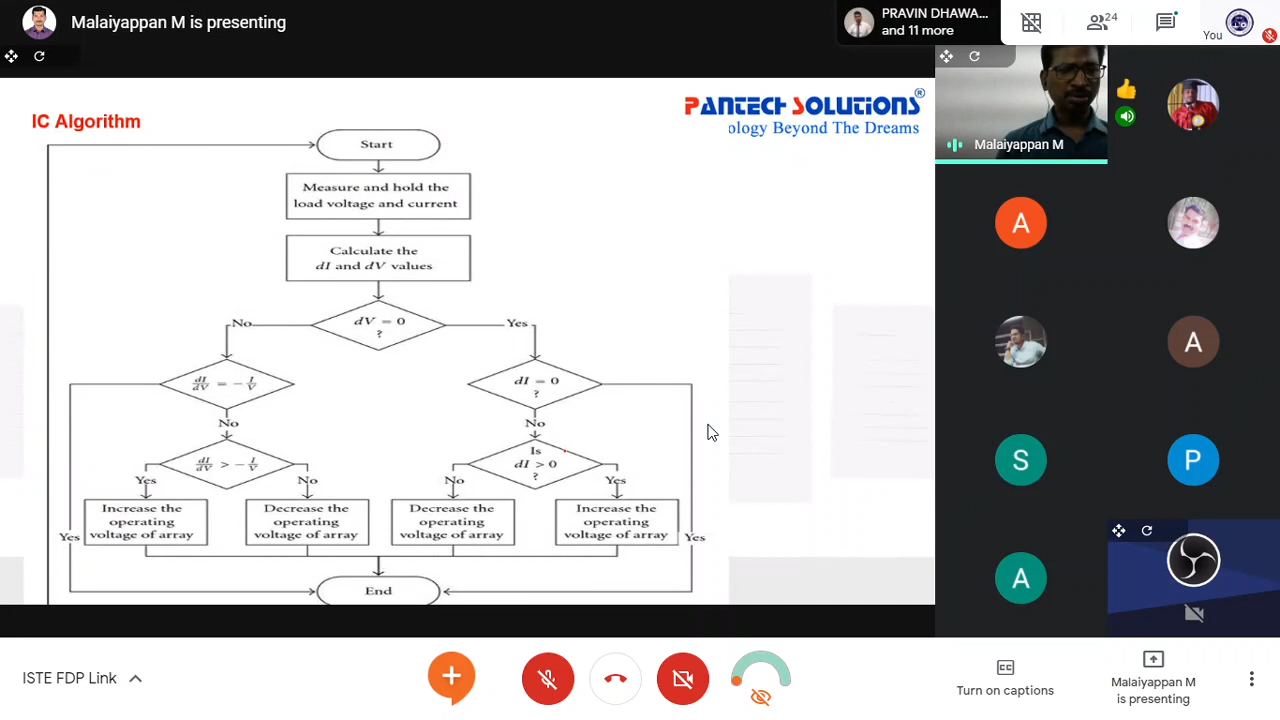 Malaiyappan M is presenting
PRAVIN DHAWA...
and 11 more
24
You
IC Algorithm
PANTECH SOLUTIONS®
ology Beyond The Dreams
Start
Measure and hold the
load voltage and current
Calculate the
dI and dV values
dV = 0
?
No
Yes
dI/dV = − I/V
dI = 0
?
No
No
dI/dV > − I/V
Is
dI > 0
?
Yes
No
No
Yes
Increase the
operating
voltage of array
Decrease the
operating
voltage of array
Decrease the
operating
voltage of array
Increase the
operating
voltage of array
Yes
Yes
End
Malaiyappan M
A
A
S
P
A
ISTE FDP Link
Turn on captions
Malaiyappan M
is presenting